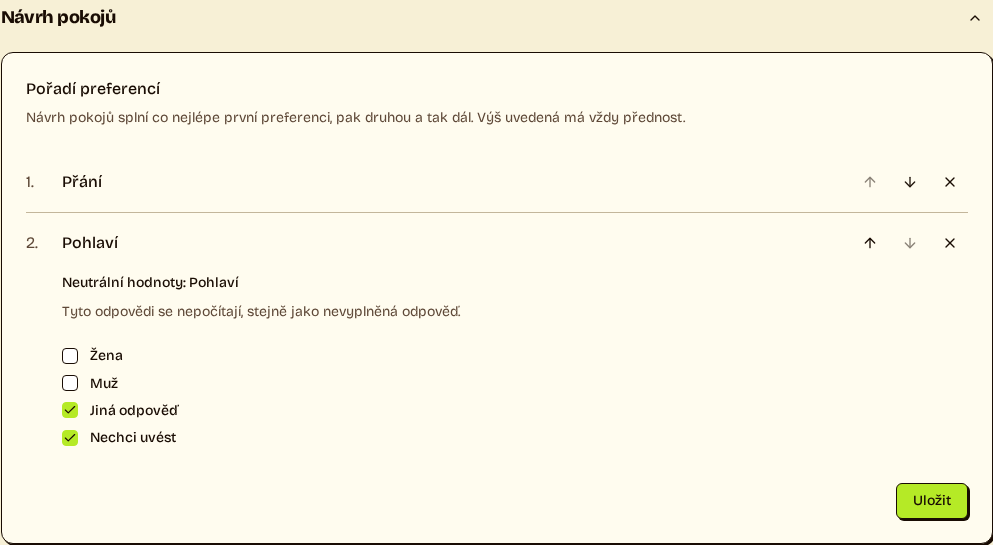 Návrh pokojů
Pořadí preferencí
Návrh pokojů splní co nejlépe první preferenci, pak druhou a tak dál. Výš uvedená má vždy přednost.
1. Přání
2. Pohlaví
Neutrální hodnoty: Pohlaví
Tyto odpovědi se nepočítají, stejně jako nevyplněná odpověď.
Žena
Muž
Jiná odpověď
Nechci uvést
Uložit